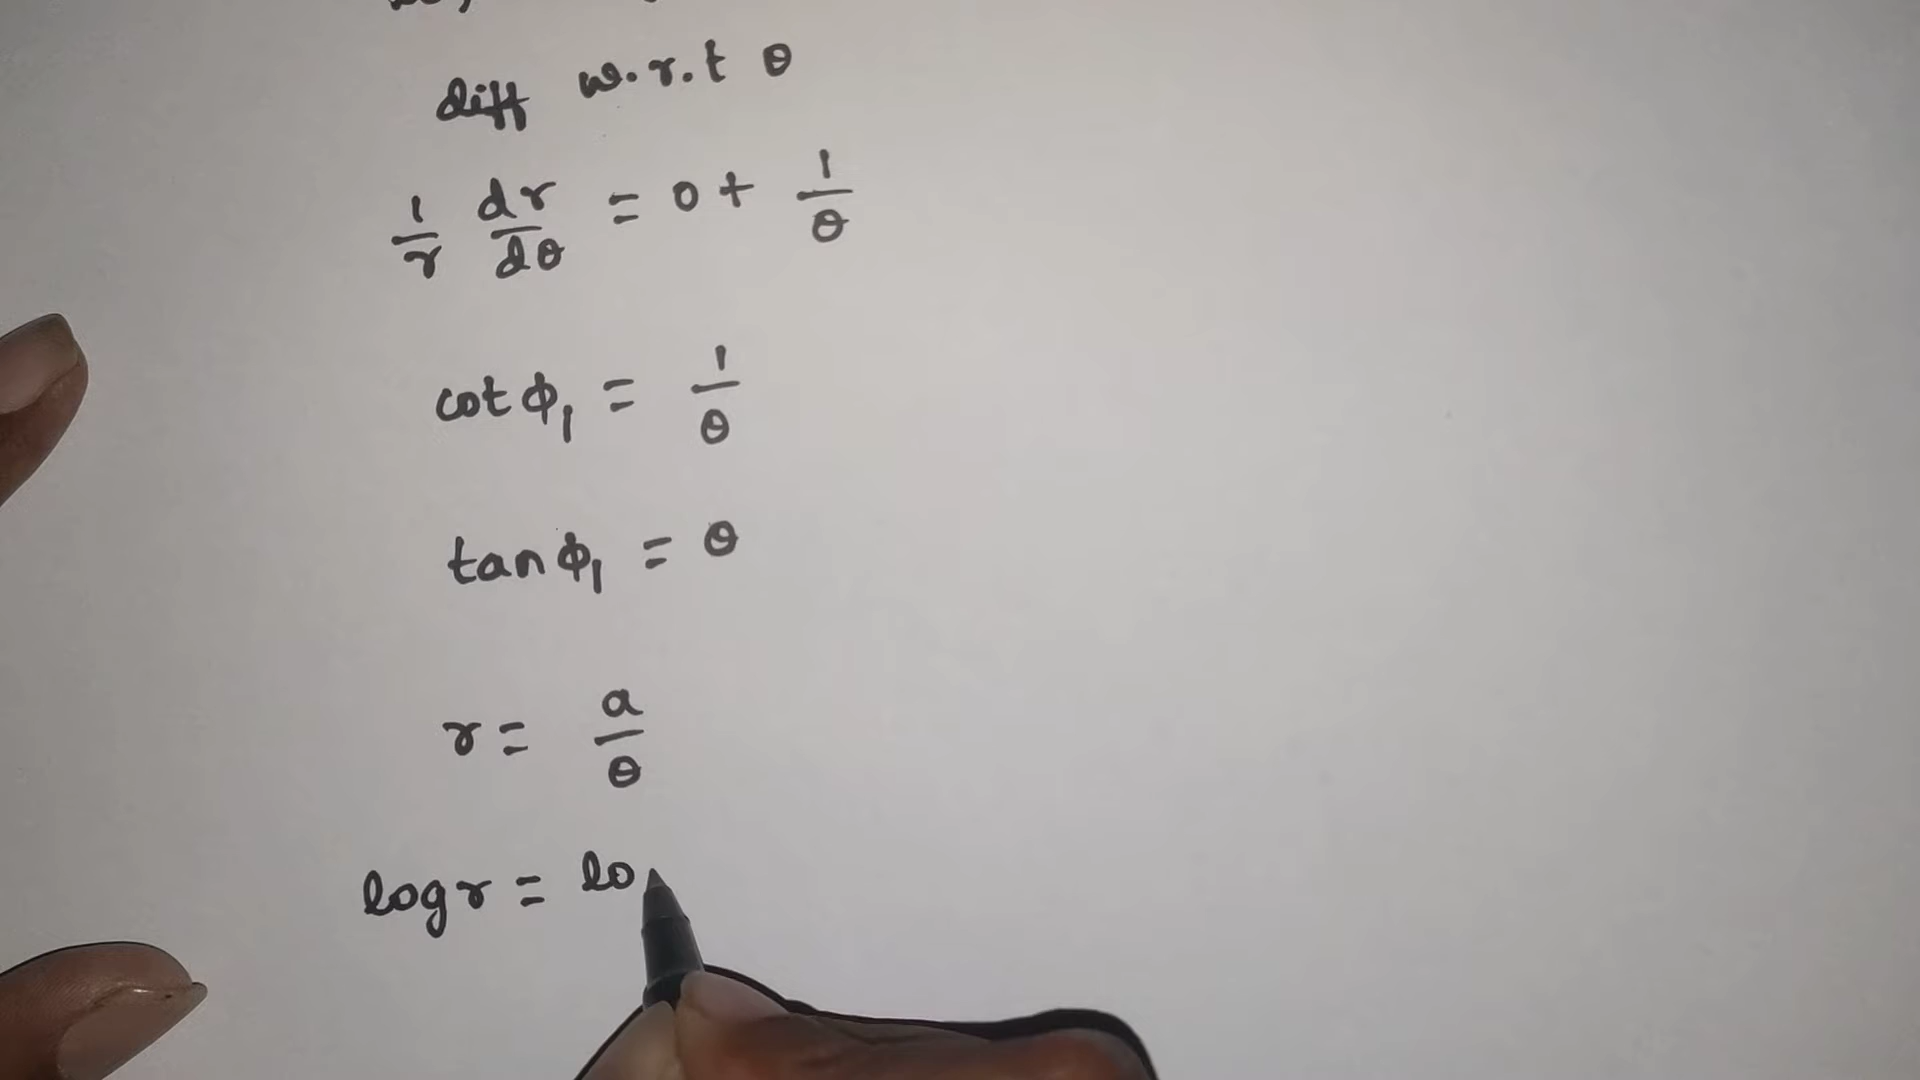 diff w.r.t θ
1/r dr/dθ = 0 + 1/θ
cot ϕ₁ = 1/θ
tan ϕ₁ = θ
r = a/θ
log r = lo